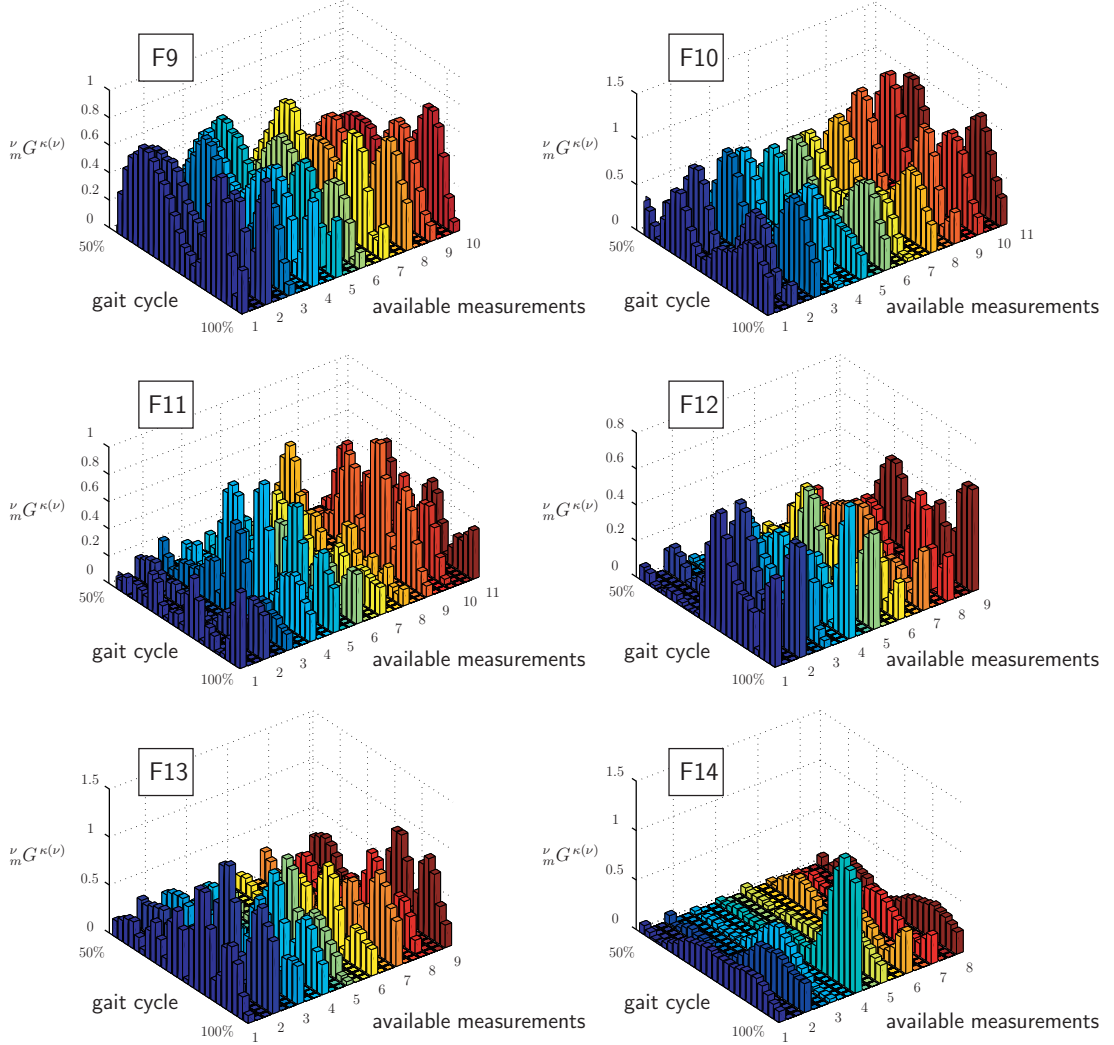 F9
1
0.8
0.6
0.4
0.2
0
$^{\nu}_{m}G^{\kappa(\nu)}$
50%
gait cycle
100%
1 2 3 4 5 6 7 8 9 10
available measurements
F10
1.5
1
0.5
0
$^{\nu}_{m}G^{\kappa(\nu)}$
50%
gait cycle
100%
1 2 3 4 5 6 7 8 9 10 11
available measurements
F11
1
0.8
0.6
0.4
0.2
0
$^{\nu}_{m}G^{\kappa(\nu)}$
50%
gait cycle
100%
1 2 3 4 5 6 7 8 9 10 11
available measurements
F12
0.8
0.6
0.4
0.2
0
$^{\nu}_{m}G^{\kappa(\nu)}$
50%
gait cycle
100%
1 2 3 4 5 6 7 8 9
available measurements
F13
1.5
1
0.5
0
$^{\nu}_{m}G^{\kappa(\nu)}$
50%
gait cycle
100%
1 2 3 4 5 6 7 8 9
available measurements
F14
1.5
1
0.5
0
$^{\nu}_{m}G^{\kappa(\nu)}$
50%
gait cycle
100%
1 2 3 4 5 6 7 8
available measurements